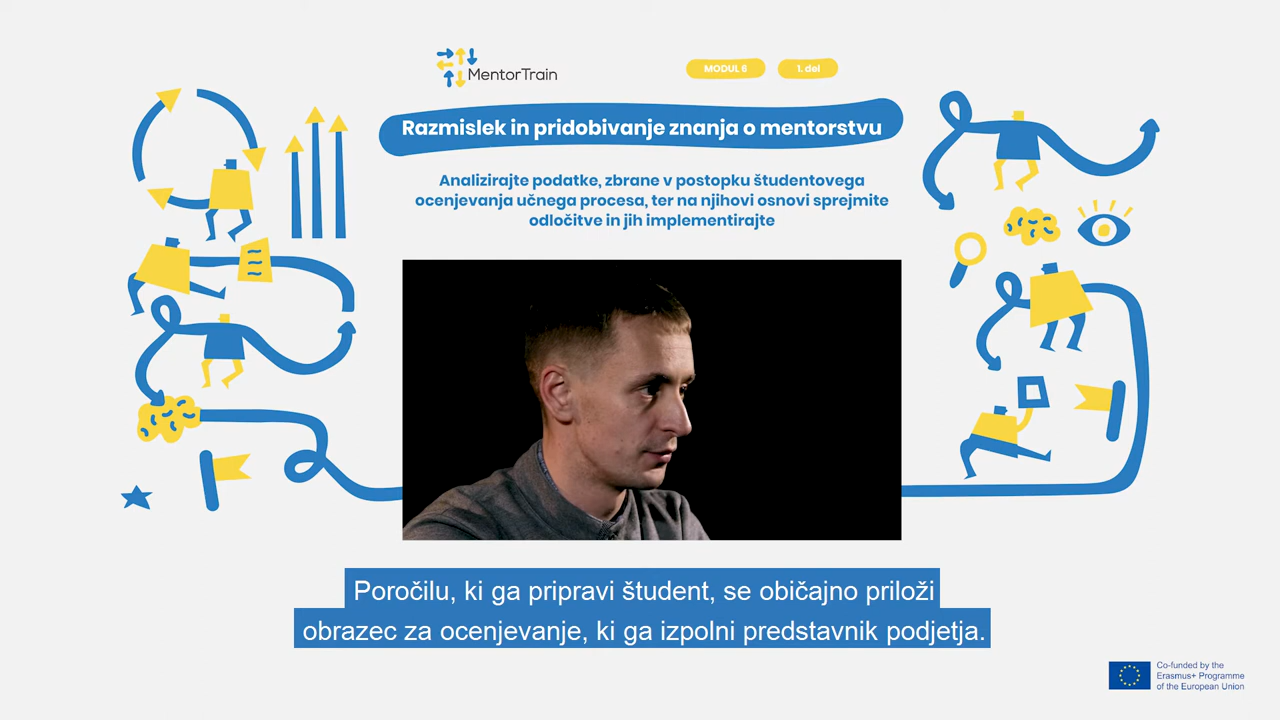 MentorTrain
MODUL 6
1. del
Razmislek in pridobivanje znanja o mentorstvu
Analizirajte podatke, zbrane v postopku študentovega
ocenjevanja učnega procesa, ter na njihovi osnovi sprejmite
odločitve in jih implementirajte
Poročilu, ki ga pripravi študent, se običajno priloži
obrazec za ocenjevanje, ki ga izpolni predstavnik podjetja.
Co-funded by the
Erasmus+ Programme
of the European Union